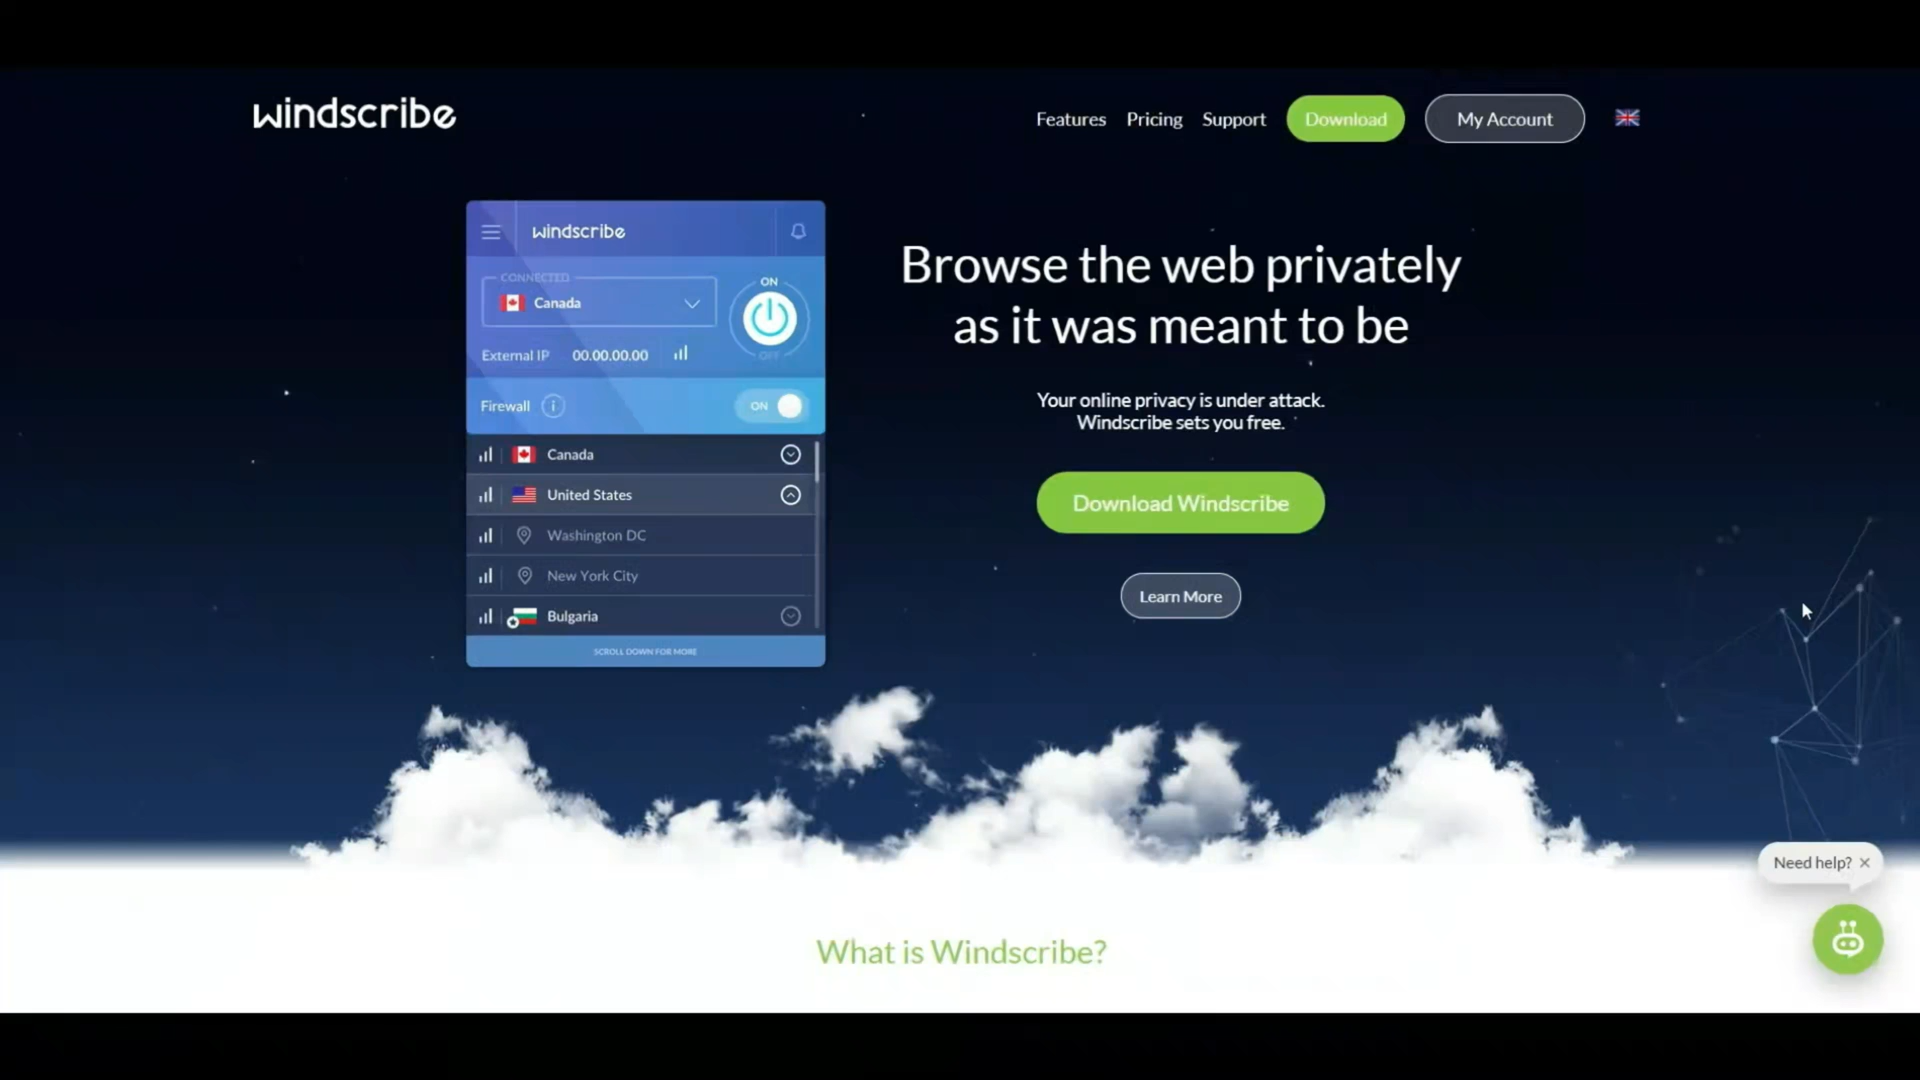 windscribe
Features Pricing Support Download My Account
windscribe
CONNECTED
Canada
ON
OFF
External IP 00.00.00.00
Firewall i ON
Canada
United States
Washington DC
New York City
Bulgaria
SCROLL DOWN FOR MORE
Browse the web privately
as it was meant to be
Your online privacy is under attack.
Windscribe sets you free.
Download Windscribe
Learn More
Need help? ×
What is Windscribe?